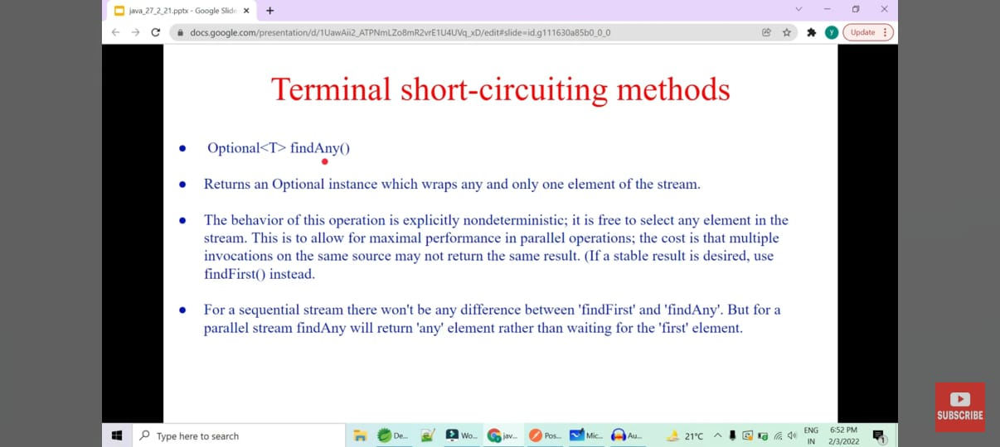 java_27_2_21.pptx - Google Slide
docs.google.com/presentation/d/1UawAii2_ATPNmLZo8mR2vrE1U4UVq_xD/edit#slide=id.g111630a85b0_0_0
y
Update
Terminal short-circuiting methods
Optional<T> findAny()
Returns an Optional instance which wraps any and only one element of the stream.
The behavior of this operation is explicitly nondeterministic; it is free to select any element in the
stream. This is to allow for maximal performance in parallel operations; the cost is that multiple
invocations on the same source may not return the same result. (If a stable result is desired, use
findFirst() instead.
For a sequential stream there won't be any difference between 'findFirst' and 'findAny'. But for a
parallel stream findAny will return 'any' element rather than waiting for the 'first' element.
SUBSCRIBE
Type here to search
De...
Wo...
jav...
Pos...
Mic...
Au...
21°C
ENG
IN
6:52 PM
2/3/2022
1